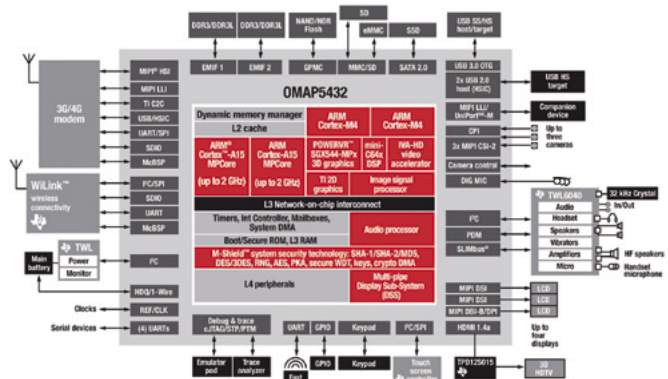 DDR3/DDR3L
DDR3/DDR3L
NAND/NOR
Flash
SD
eMMC
SSD
USB SS/HS
host/target
EMIF 1
EMIF 2
GPMC
MMC/SD
SATA 2.0
USB 3.0 OTG
OMAP5432
3G/4G
modem
MIPI® HSI
MIPI LLI
TI C2C
USB/HSIC
UART/SPI
SDIO
McBSP
WiLink™
wireless
connectivity
I²C/SPI
SDIO
UART
McBSP
TWL
Power
Monitor
Main
battery
I²C
HDQ/1-Wire
Clocks
REF/CLK
Serial devices
(4) UARTs
Dynamic memory manager
L2 cache
ARM
Cortex-M4
ARM
Cortex-M4
ARM®
Cortex™-A15
MPCore
(up to 2 GHz)
ARM
Cortex-A15
MPCore
(up to 2 GHz)
POWERVR™
SGX544-MPx
3D graphics
mini-
C64x
DSP
IVA-HD
video
accelerator
TI 2D
graphics
Image signal
processor
L3 Network-on-chip interconnect
Timers, Int Controller, Mailboxes,
System DMA
Boot/Secure ROM, L3 RAM
Audio processor
M-Shield™ system security technology: SHA-1/SHA-2/MD5,
DES/3DES, RNG, AES, PKA, secure WDT, keys, crypto DMA
L4 peripherals
Multi-pipe
Display Sub-System
(DSS)
2x USB 2.0
host (HSIC)
USB HS
target
MIPI LLI/
UniPort™-M
Companion
device
CPI
3x MIPI CSI-2
Up to
three
cameras
Camera control
DIG MIC
I²C
PDM
SLIMbus®
TWL6040
32 kHz Crystal
Audio
In/Out
Headset
Speakers
Vibrators
Amplifiers
Micro
HF speakers
Handset
microphone
MIPI DSI
LCD
MIPI DSI
LCD
MIPI DBI-B/DPI
LCD
HDMI 1.4a
Up to
four
displays
Debug & trace
cJTAG/STP/PTM
UART
GPIO
Keypad
I²C/SPI
Emulator
pod
Trace
analyzer
Fast
GPIO
Keypad
Touch
screen
controller
TPD12S015
3D
HDTV